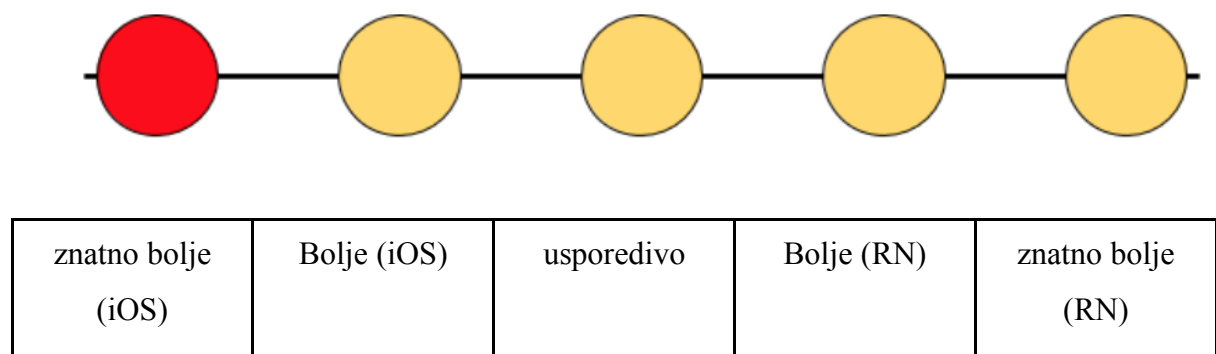 znatno bolje
(iOS)
Bolje (iOS)
usporedivo
Bolje (RN)
znatno bolje
(RN)